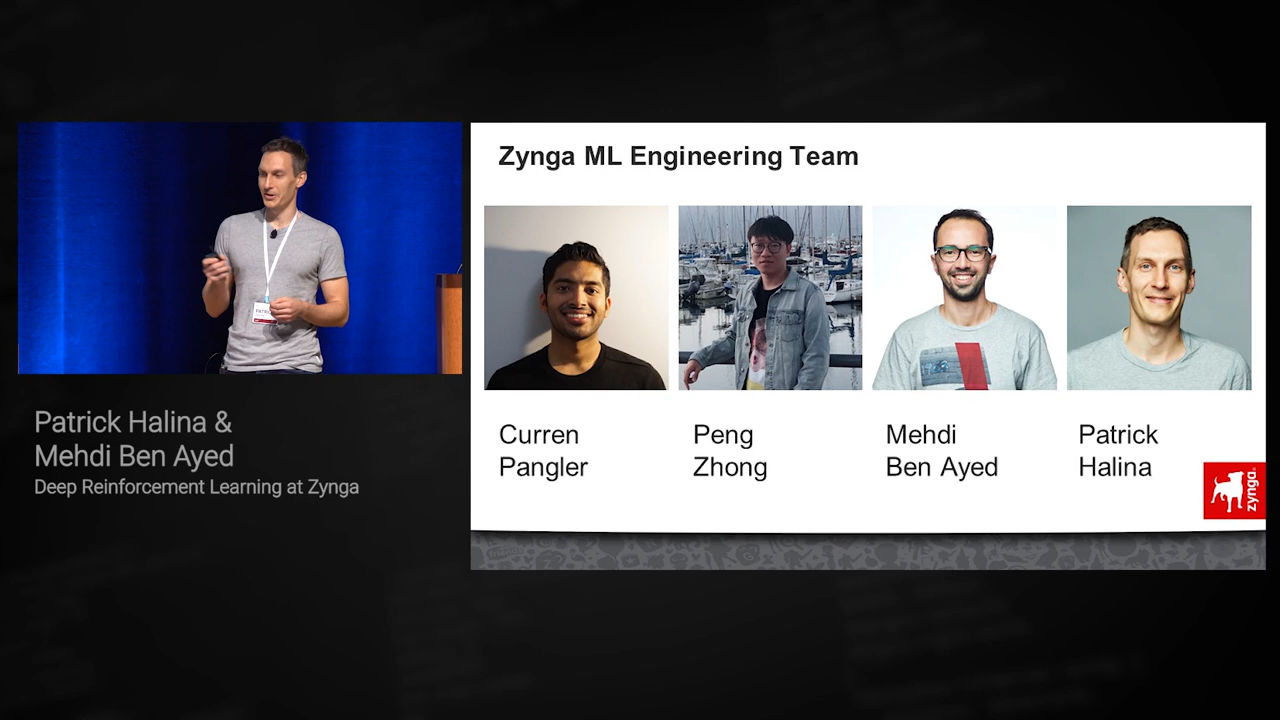 Zynga ML Engineering Team
Curren
Pangler
Peng
Zhong
Mehdi
Ben Ayed
Patrick
Halina
zynga
Patrick Halina &
Mehdi Ben Ayed
Deep Reinforcement Learning at Zynga